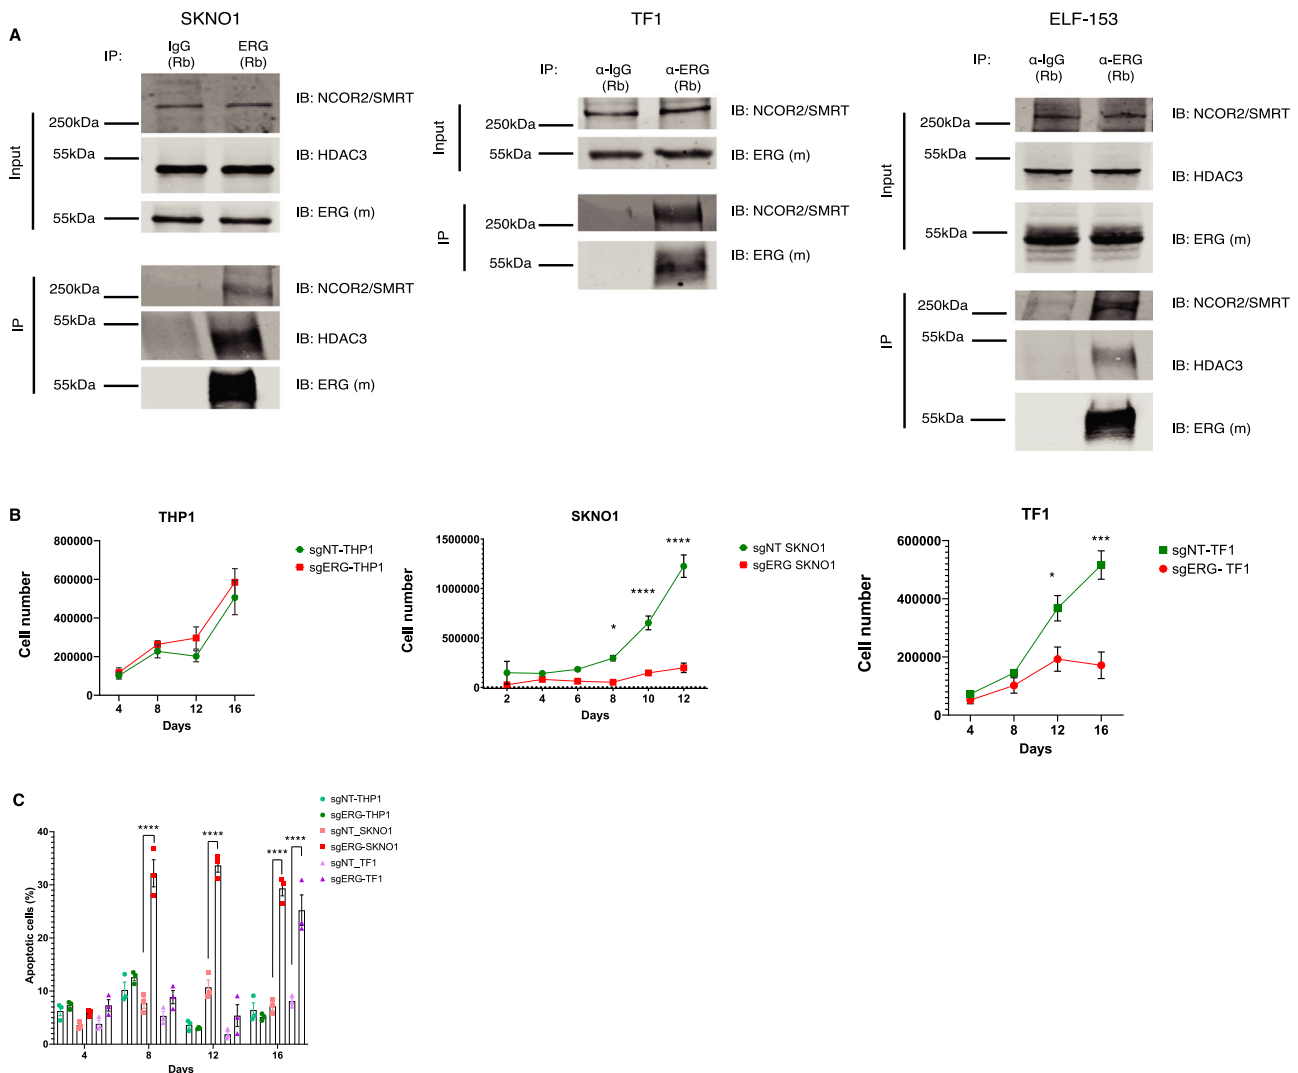 A
SKNO1
IP:
IgG
(Rb)
ERG
(Rb)
Input
250kDa
IB: NCOR2/SMRT
55kDa
IB: HDAC3
55kDa
IB: ERG (m)
IP
250kDa
IB: NCOR2/SMRT
55kDa
IB: HDAC3
55kDa
IB: ERG (m)
TF1
IP:
α-IgG
(Rb)
α-ERG
(Rb)
Input
250kDa
IB: NCOR2/SMRT
55kDa
IB: ERG (m)
IP
250kDa
IB: NCOR2/SMRT
55kDa
IB: ERG (m)
ELF-153
IP:
α-IgG
(Rb)
α-ERG
(Rb)
Input
250kDa
IB: NCOR2/SMRT
55kDa
IB: HDAC3
55kDa
IB: ERG (m)
IP
250kDa
IB: NCOR2/SMRT
55kDa
IB: HDAC3
55kDa
IB: ERG (m)
B
THP1
Cell number
800000
600000
400000
200000
0
4 8 12 16
Days
sgNT-THP1
sgERG-THP1
SKNO1
Cell number
1500000
1000000
500000
0
2 4 6 8 10 12
Days
* **** ****
sgNT SKNO1
sgERG SKNO1
TF1
Cell number
600000
400000
200000
0
4 8 12 16
Days
* ***
sgNT-TF1
sgERG- TF1
C
Apoptotic cells (%)
40
30
20
10
0
4 8 12 16
Days
**** **** **** ****
sgNT-THP1
sgERG-THP1
sgNT_SKNO1
sgERG-SKNO1
sgNT_TF1
sgERG-TF1